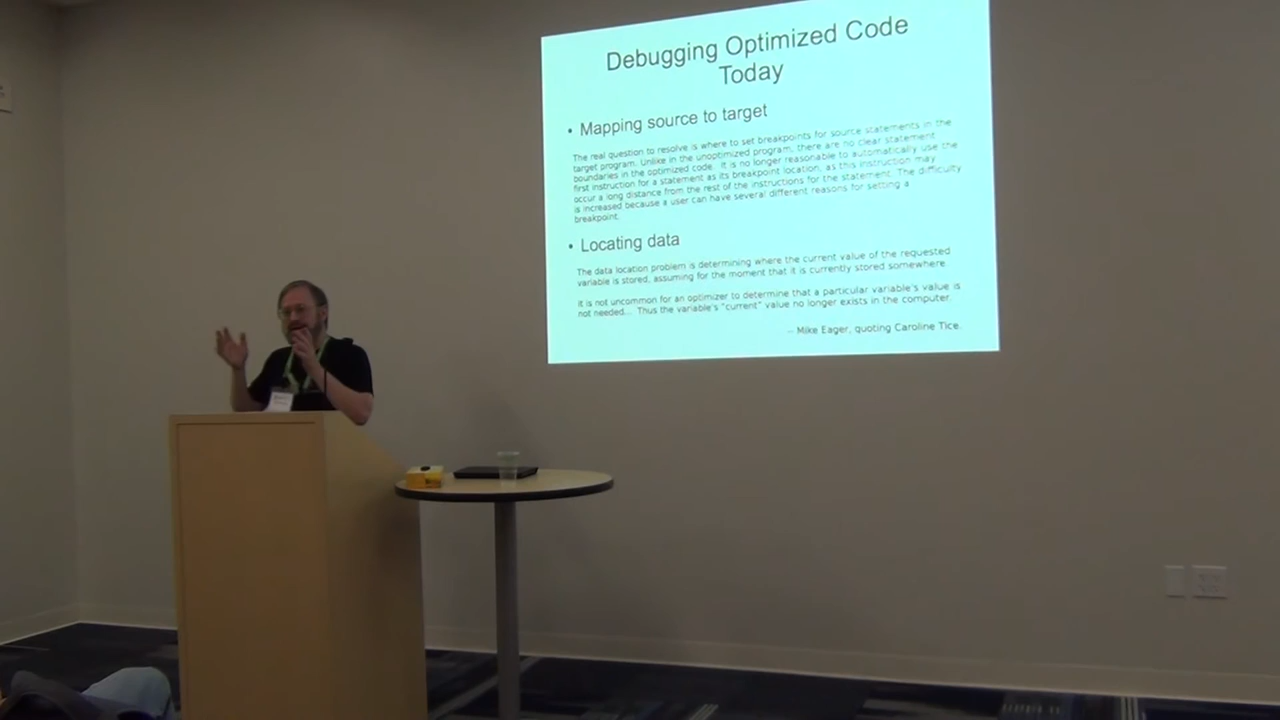 Debugging Optimized Code
Today
• Mapping source to target
The real question to resolve is where to set breakpoints for source statements in the
target program. Unlike in the unoptimized program, there are no clear statement
boundaries in the optimized code. It is no longer reasonable to automatically use the
first instruction for a statement as its breakpoint location, as this instruction may
occur a long distance from the rest of the instructions for the statement. The difficulty
is increased because a user can have several different reasons for setting a
breakpoint.
• Locating data
The data location problem is determining where the current value of the requested
variable is stored, assuming for the moment that it is currently stored somewhere.
It is not uncommon for an optimizer to determine that a particular variable's value is
not needed... Thus the variable's "current" value no longer exists in the computer.
-- Mike Eager, quoting Caroline Tice.